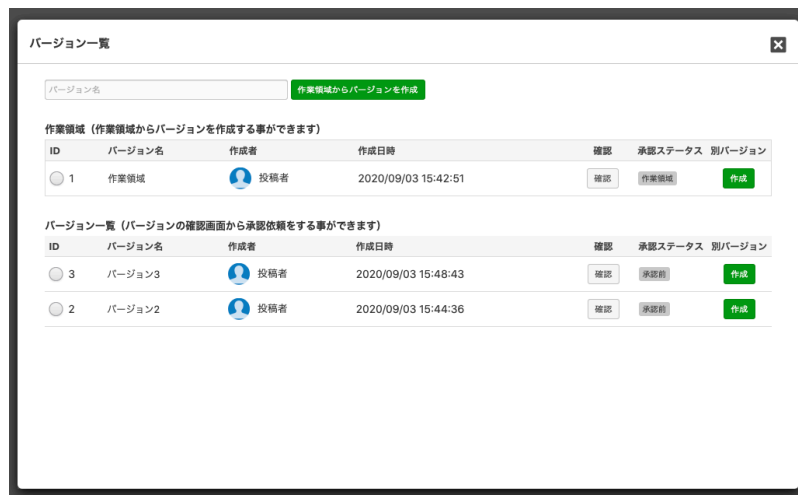 バージョン一覧
バージョン名 作業領域からバージョンを作成
作業領域（作業領域からバージョンを作成する事ができます）
ID バージョン名 作成者 作成日時 確認 承認ステータス 別バージョン
1 作業領域 投稿者 2020/09/03 15:42:51 確認 作業領域 作成
バージョン一覧（バージョンの確認画面から承認依頼をする事ができます）
ID バージョン名 作成者 作成日時 確認 承認ステータス 別バージョン
3 バージョン3 投稿者 2020/09/03 15:48:43 確認 承認前 作成
2 バージョン2 投稿者 2020/09/03 15:44:36 確認 承認前 作成